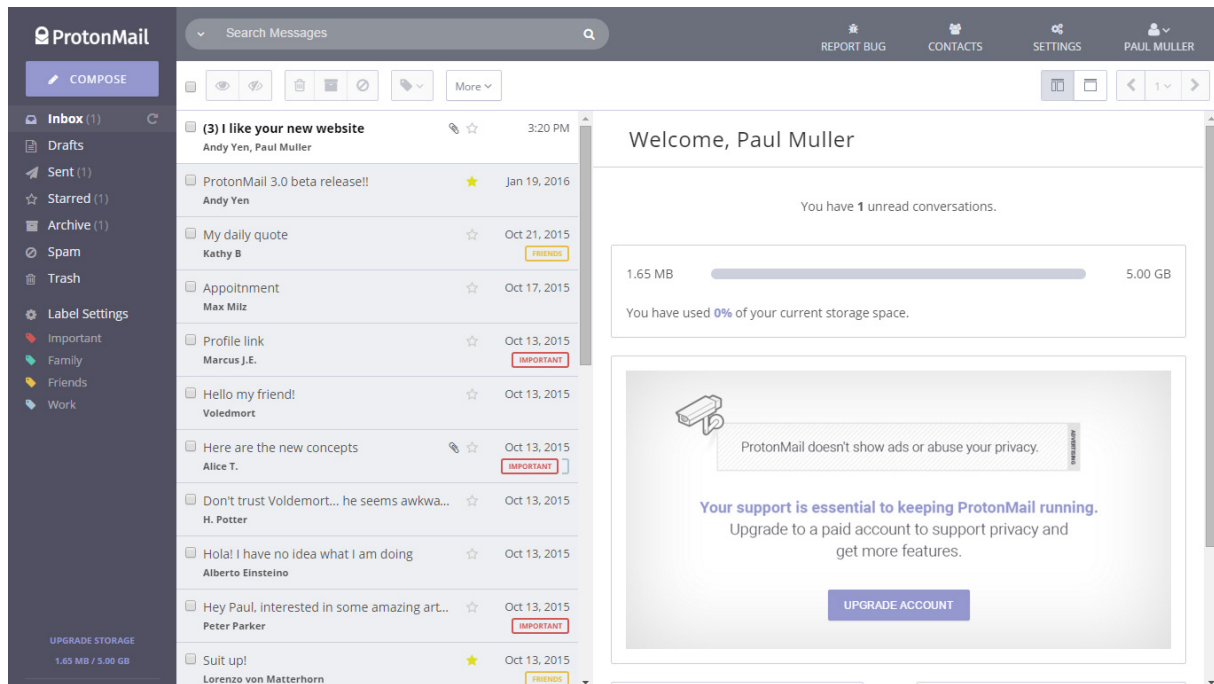 ProtonMail
Search Messages
REPORT BUG
CONTACTS
SETTINGS
PAUL MULLER
COMPOSE
More
1
Inbox (1)
Drafts
Sent (1)
Starred (1)
Archive (1)
Spam
Trash
Label Settings
Important
Family
Friends
Work
UPGRADE STORAGE
1.65 MB / 5.00 GB
(3) I like your new website 3:20 PM
Andy Yen, Paul Muller
ProtonMail 3.0 beta release!! Jan 19, 2016
Andy Yen
My daily quote Oct 21, 2015
Kathy B FRIENDS
Appoitnment Oct 17, 2015
Max Milz
Profile link Oct 13, 2015
Marcus J.E. IMPORTANT
Hello my friend! Oct 13, 2015
Voledmort
Here are the new concepts Oct 13, 2015
Alice T. IMPORTANT
Don't trust Voldemort... he seems awkwa... Oct 13, 2015
H. Potter
Hola! I have no idea what I am doing Oct 13, 2015
Alberto Einsteino
Hey Paul, interested in some amazing art... Oct 13, 2015
Peter Parker IMPORTANT
Suit up! Oct 13, 2015
Lorenzo von Matterhorn FRIENDS
Welcome, Paul Muller
You have 1 unread conversations.
1.65 MB 5.00 GB
You have used 0% of your current storage space.
ProtonMail doesn't show ads or abuse your privacy.
ADVERTISING
Your support is essential to keeping ProtonMail running.
Upgrade to a paid account to support privacy and
get more features.
UPGRADE ACCOUNT